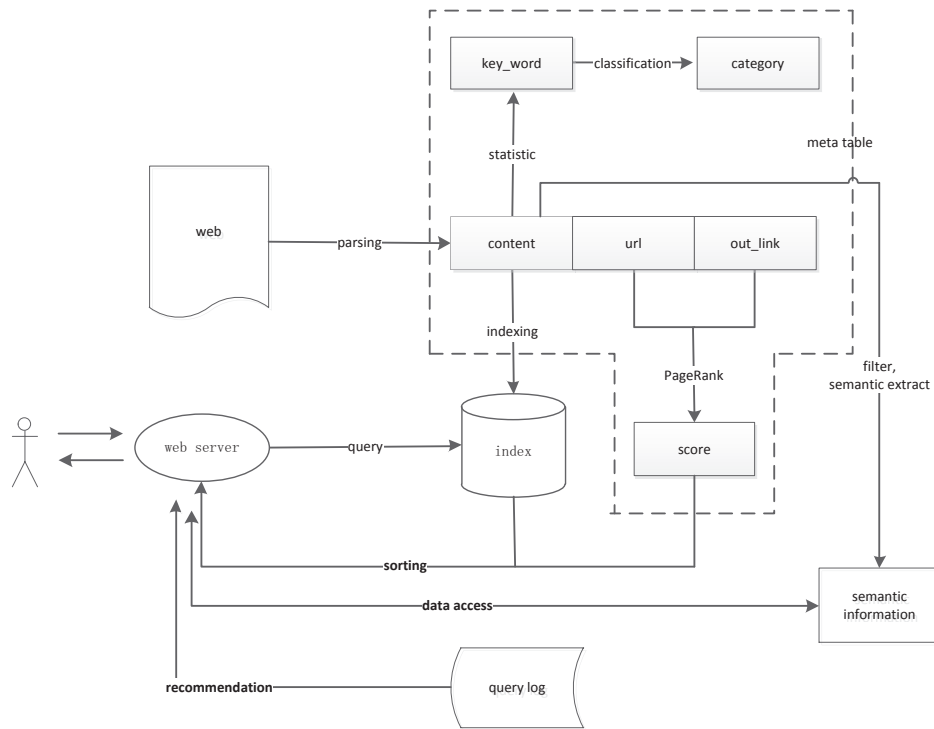 key_word
classification
category
statistic
meta table
web
parsing
content
url
out_link
indexing
PageRank
filter,
semantic extract
web server
query
index
score
sorting
data access
semantic
information
recommendation
query log